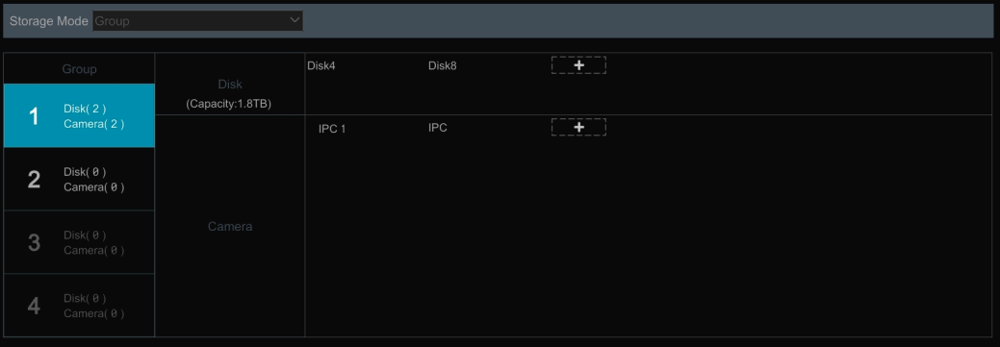 Storage Mode Group
Group
1
Disk( 2 )
Camera( 2 )
2
Disk( 0 )
Camera( 0 )
3
Disk( 0 )
Camera( 0 )
4
Disk( 0 )
Camera( 0 )
Disk
(Capacity:1.8TB)
Disk4 Disk8 +
Camera
IPC 1 IPC +